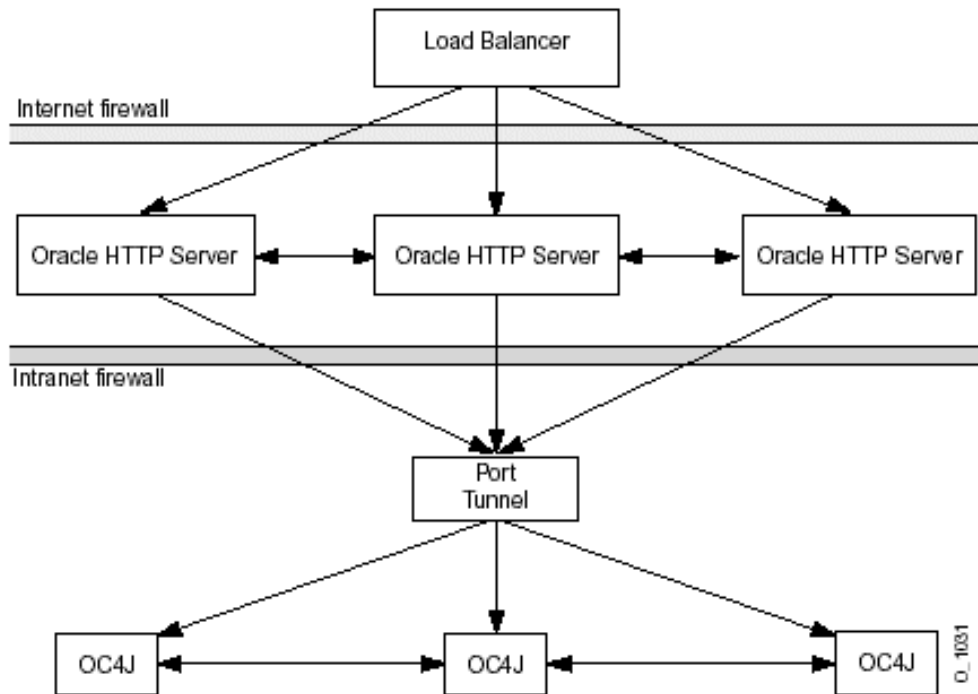 Load Balancer
Internet firewall
Oracle HTTP Server
Oracle HTTP Server
Oracle HTTP Server
Intranet firewall
Port
Tunnel
OC4J
OC4J
OC4J
O_1031